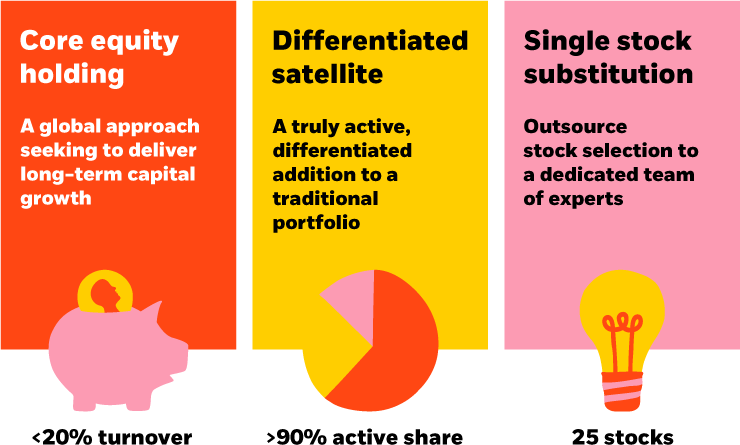 Core equity
holding
A global approach
seeking to deliver
long-term capital
growth
<20% turnover
Differentiated
satellite
A truly active,
differentiated
addition to a
traditional
portfolio
>90% active share
Single stock
substitution
Outsource
stock selection to
a dedicated team
of experts
25 stocks